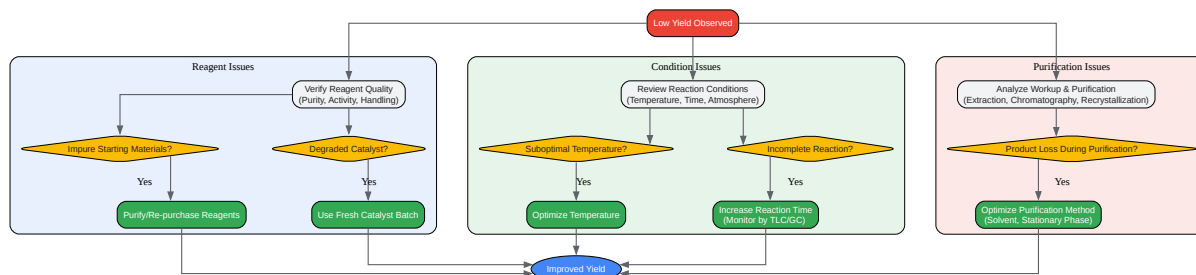 Low Yield Observed
Reagent Issues
Verify Reagent Quality
(Purity, Activity, Handling)
Impure Starting Materials?
Degraded Catalyst?
Yes
Yes
Purify/Re-purchase Reagents
Use Fresh Catalyst Batch
Condition Issues
Review Reaction Conditions
(Temperature, Time, Atmosphere)
Suboptimal Temperature?
Incomplete Reaction?
Yes
Yes
Optimize Temperature
Increase Reaction Time
(Monitor by TLC/GC)
Purification Issues
Analyze Workup & Purification
(Extraction, Chromatography, Recrystallization)
Product Loss During Purification?
Yes
Optimize Purification Method
(Solvent, Stationary Phase)
Improved Yield